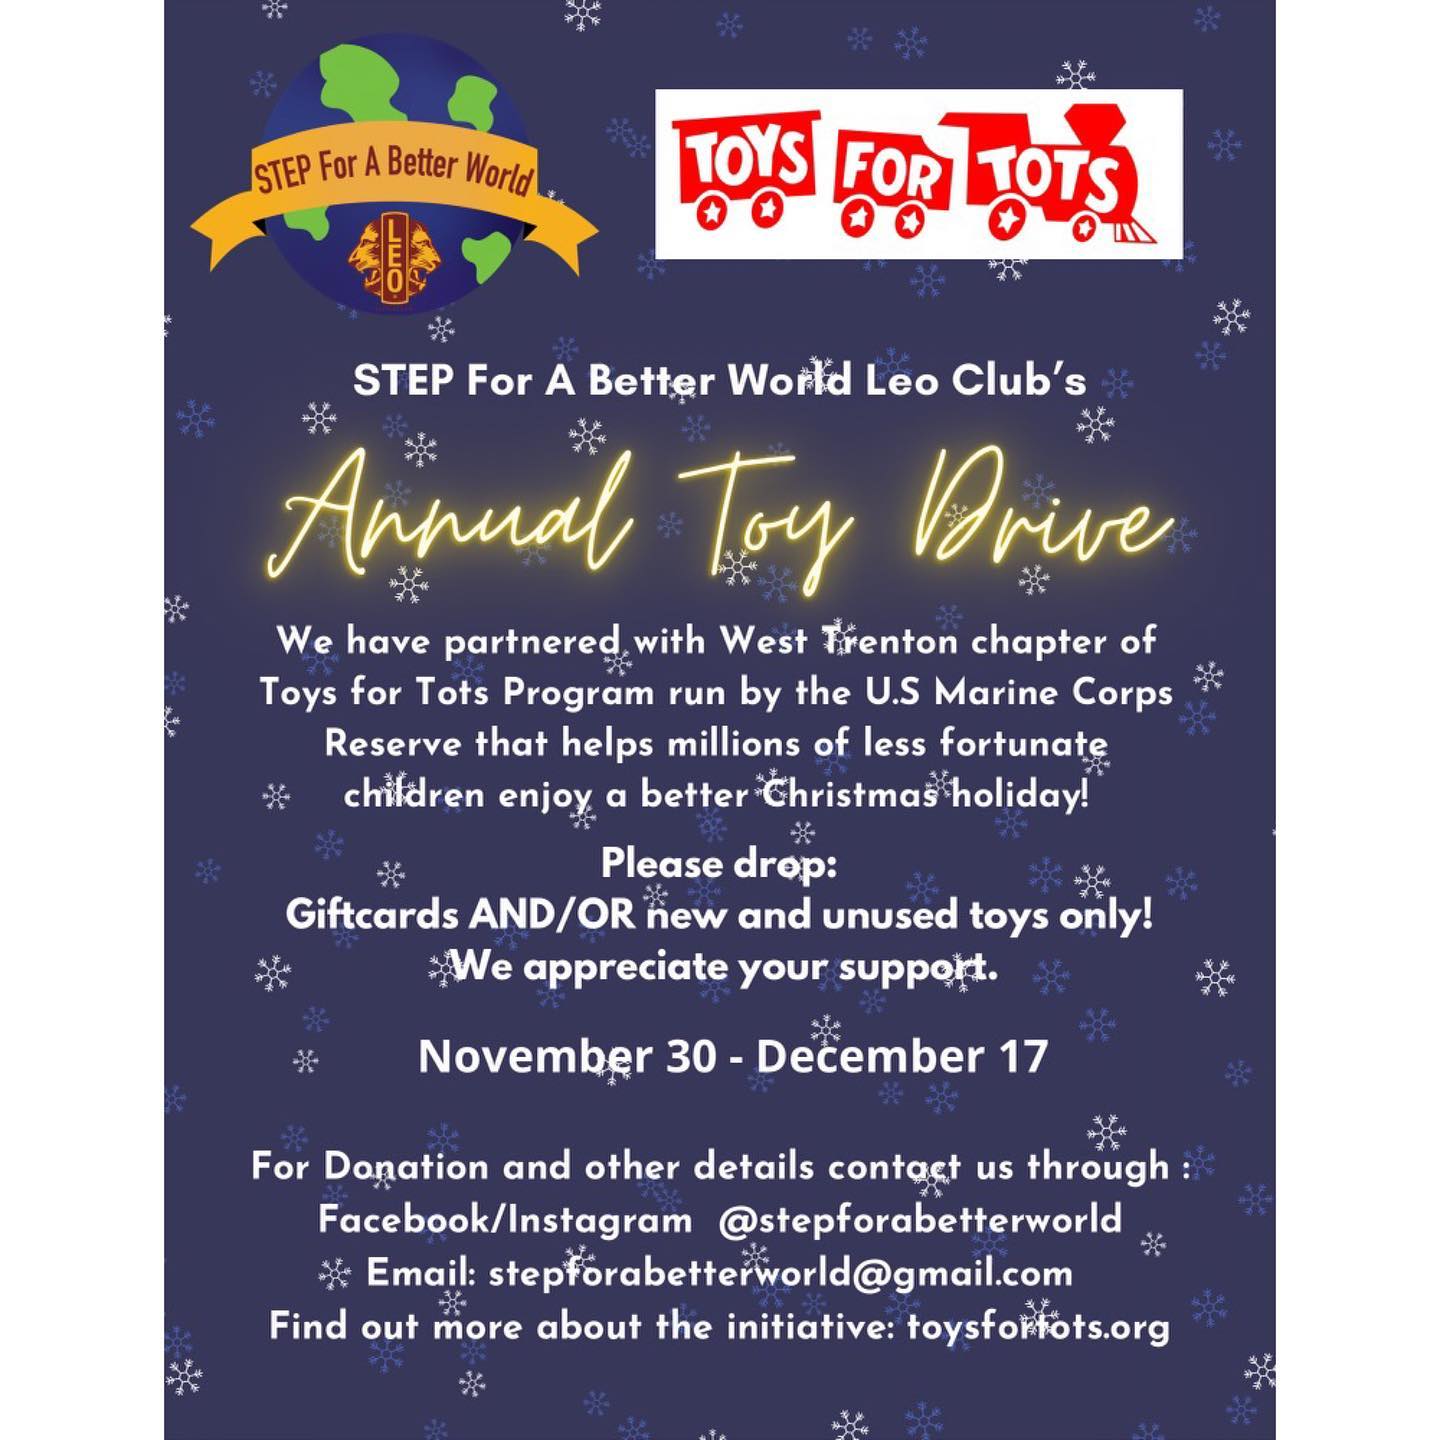 STEP For A Better World
LEO
TOYS FOR TOTS
STEP For A Better World Leo Club's
Annual Toy Drive
We have partnered with West Trenton chapter of
Toys for Tots Program run by the U.S Marine Corps
Reserve that helps millions of less fortunate
children enjoy a better Christmas holiday!
Please drop:
Giftcards AND/OR new and unused toys only!
We appreciate your support.
November 30 - December 17
For Donation and other details contact us through :
Facebook/Instagram @stepforabetterworld
Email: stepforabetterworld@gmail.com
Find out more about the initiative: toysfortots.org